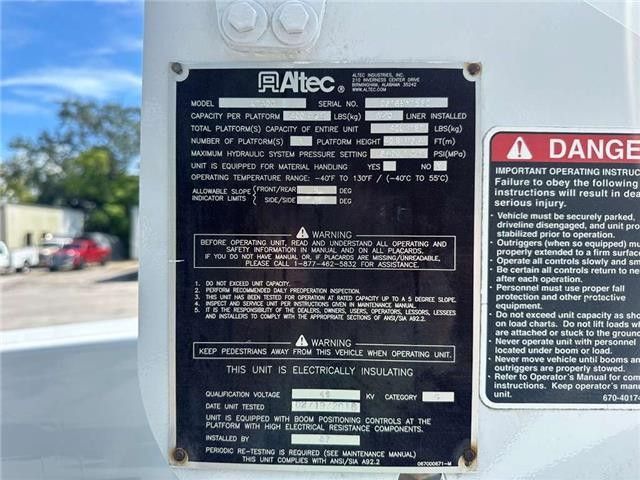 Altec
ALTEC INDUSTRIES, INC.
210 INVERNESS CENTER DRIVE
BIRMINGHAM, ALABAMA 35242
WWW.ALTEC.COM
MODEL SERIAL NO.
CAPACITY PER PLATFORM LBS(kg) LINER INSTALLED
TOTAL PLATFORM(S) CAPACITY OF ENTIRE UNIT LBS(kg)
NUMBER OF PLATFORM(S) PLATFORM HEIGHT FT(m)
MAXIMUM HYDRAULIC SYSTEM PRESSURE SETTING PSI(MPa)
UNIT IS EQUIPPED FOR MATERIAL HANDLING YES NO
OPERATING TEMPERATURE RANGE: -40°F TO 130°F / (-40°C TO 55°C)
ALLOWABLE SLOPE INDICATOR LIMITS
FRONT/REAR DEG
SIDE/SIDE DEG
WARNING
BEFORE OPERATING UNIT, READ AND UNDERSTAND ALL OPERATING AND
SAFETY INFORMATION IN MANUAL AND ON ALL PLACARDS.
IF YOU DO NOT HAVE MANUAL OR, IF PLACARDS ARE MISSING/UNREADABLE,
PLEASE CALL 1-877-462-5832 FOR ASSISTANCE.
1. DO NOT EXCEED UNIT CAPACITY.
2. PERFORM RECOMMENDED DAILY PREOPERATION INSPECTION.
3. THIS UNIT HAS BEEN TESTED FOR OPERATION AT RATED CAPACITY UP TO A 5 DEGREE SLOPE.
4. INSPECT AND SERVICE UNIT PER INSTRUCTIONS GIVEN IN MAINTENANCE MANUAL.
5. IT IS THE RESPONSIBILITY OF THE DEALERS, OWNERS, USERS, OPERATORS, LESSORS, LESSEES
AND INSTALLERS TO COMPLY WITH THE APPROPRIATE SECTIONS OF ANSI/SIA A92.2.
WARNING
KEEP PEDESTRIANS AWAY FROM THIS VEHICLE WHEN OPERATING UNIT.
THIS UNIT IS ELECTRICALLY INSULATING
QUALIFICATION VOLTAGE 46 KV CATEGORY
DATE UNIT TESTED
UNIT IS EQUIPPED WITH BOOM POSITIONING CONTROLS AT THE
PLATFORM WITH HIGH ELECTRICAL RESISTANCE COMPONENTS.
INSTALLED BY
PERIODIC RE-TESTING IS REQUIRED (SEE MAINTENANCE MANUAL)
THIS UNIT COMPLIES WITH ANSI/SIA A92.2
067000671-M
DANGE
IMPORTANT OPERATING INSTRUC
Failure to obey the following
instructions will result in dea
serious injury.
• Vehicle must be securely parked,
driveline disengaged, and unit pro
stabilized prior to operation.
• Outriggers (when so equipped) mu
properly extended to a firm surfac
• Operate all controls slowly and sm
• Be certain all controls return to ne
after each operation.
• Personnel must use proper fall
protection and other protective
equipment.
• Do not exceed unit capacity as sho
on load charts. Do not lift loads w
are attached or stuck to the ground
• Never operate unit with personnel
located under boom or load.
• Never move vehicle until booms an
outriggers are properly stowed.
• Refer to Operator's Manual for com
instructions. Keep operator's manu
unit.
670-40174